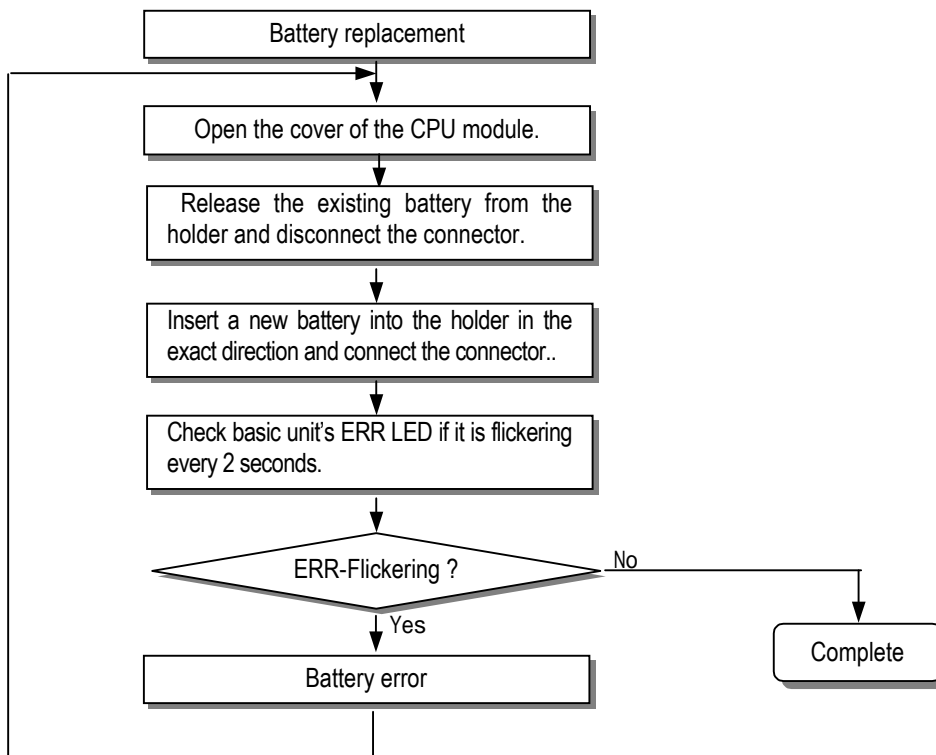 Battery replacement
Open the cover of the CPU module.
Release the existing battery from the
holder and disconnect the connector.
Insert a new battery into the holder in the
exact direction and connect the connector..
Check basic unit's ERR LED if it is flickering
every 2 seconds.
ERR-Flickering ?
No
Yes
Complete
Battery error